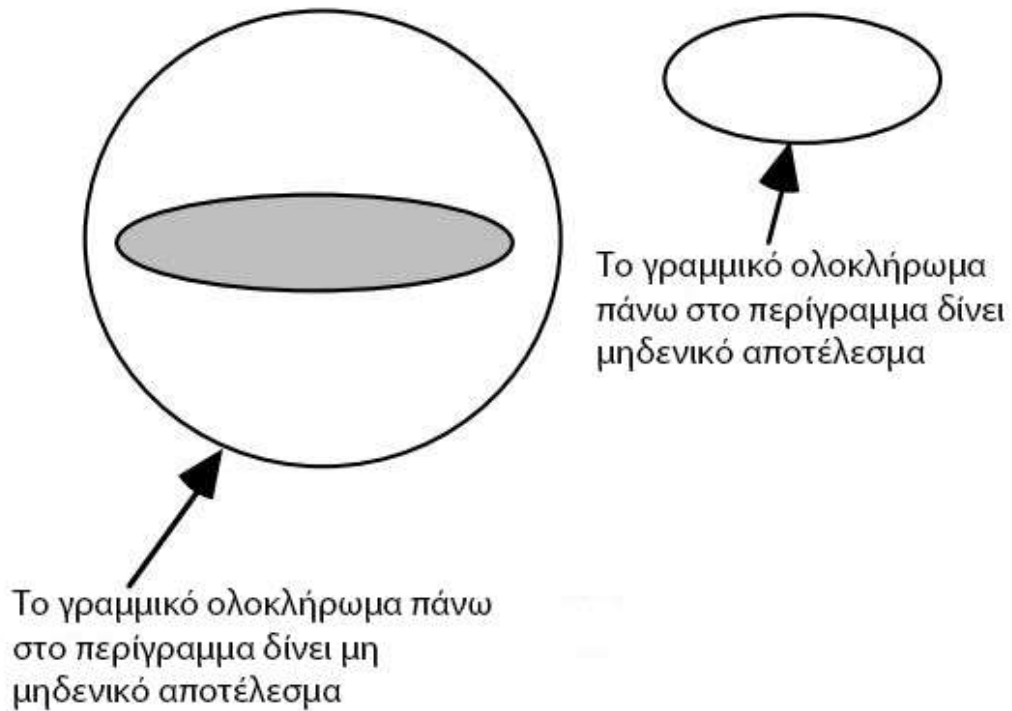 Το γραμμικό ολοκλήρωμα
πάνω στο περίγραμμα δίνει
μηδενικό αποτέλεσμα
Το γραμμικό ολοκλήρωμα πάνω
στο περίγραμμα δίνει μη
μηδενικό αποτέλεσμα